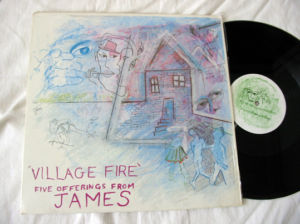 "VILLAGE FIRE"
FIVE OFFERINGS FROM
JAMES